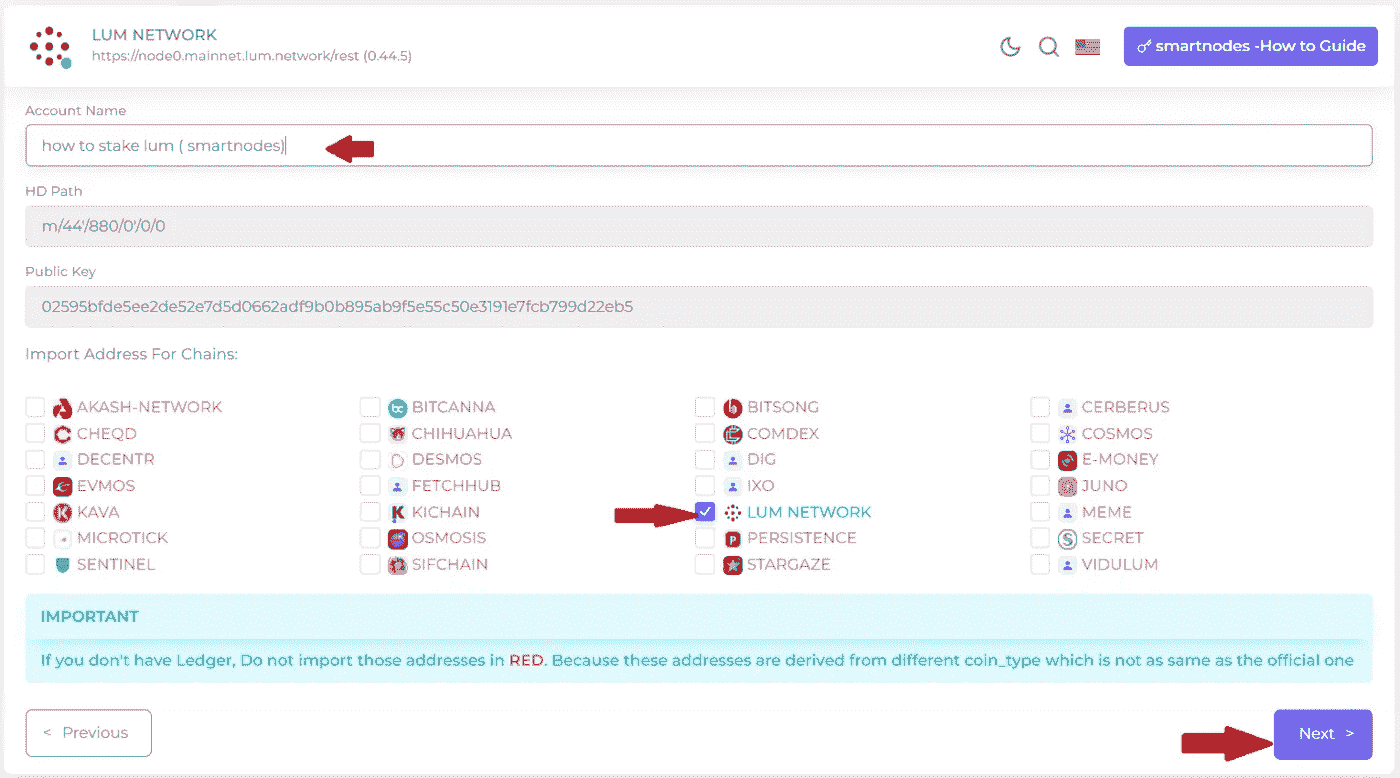 LUM NETWORK
https://node0.mainnet.lum.network/rest (0.44.5)
smartnodes -How to Guide
Account Name
how to stake lum ( smartnodes)
HD Path
m/44'/880/0'/0/0
Public Key
02595bfde5ee2de52e7d5d0662adf9b0b895ab9f5e55c50e3191e7fcb799d22eb5
Import Address For Chains:
AKASH-NETWORK BITCANNA BITSONG CERBERUS
CHEQD CHIHUAHUA COMDEX COSMOS
DECENTR DESMOS DIG E-MONEY
EVMOS FETCHHUB IXO JUNO
KAVA KICHAIN LUM NETWORK MEME
MICROTICK OSMOSIS PERSISTENCE SECRET
SENTINEL SIFCHAIN STARGAZE VIDULUM
IMPORTANT
If you don't have Ledger, Do not import those addresses in RED. Because these addresses are derived from different coin_type which is not as same as the official one
< Previous
Next >